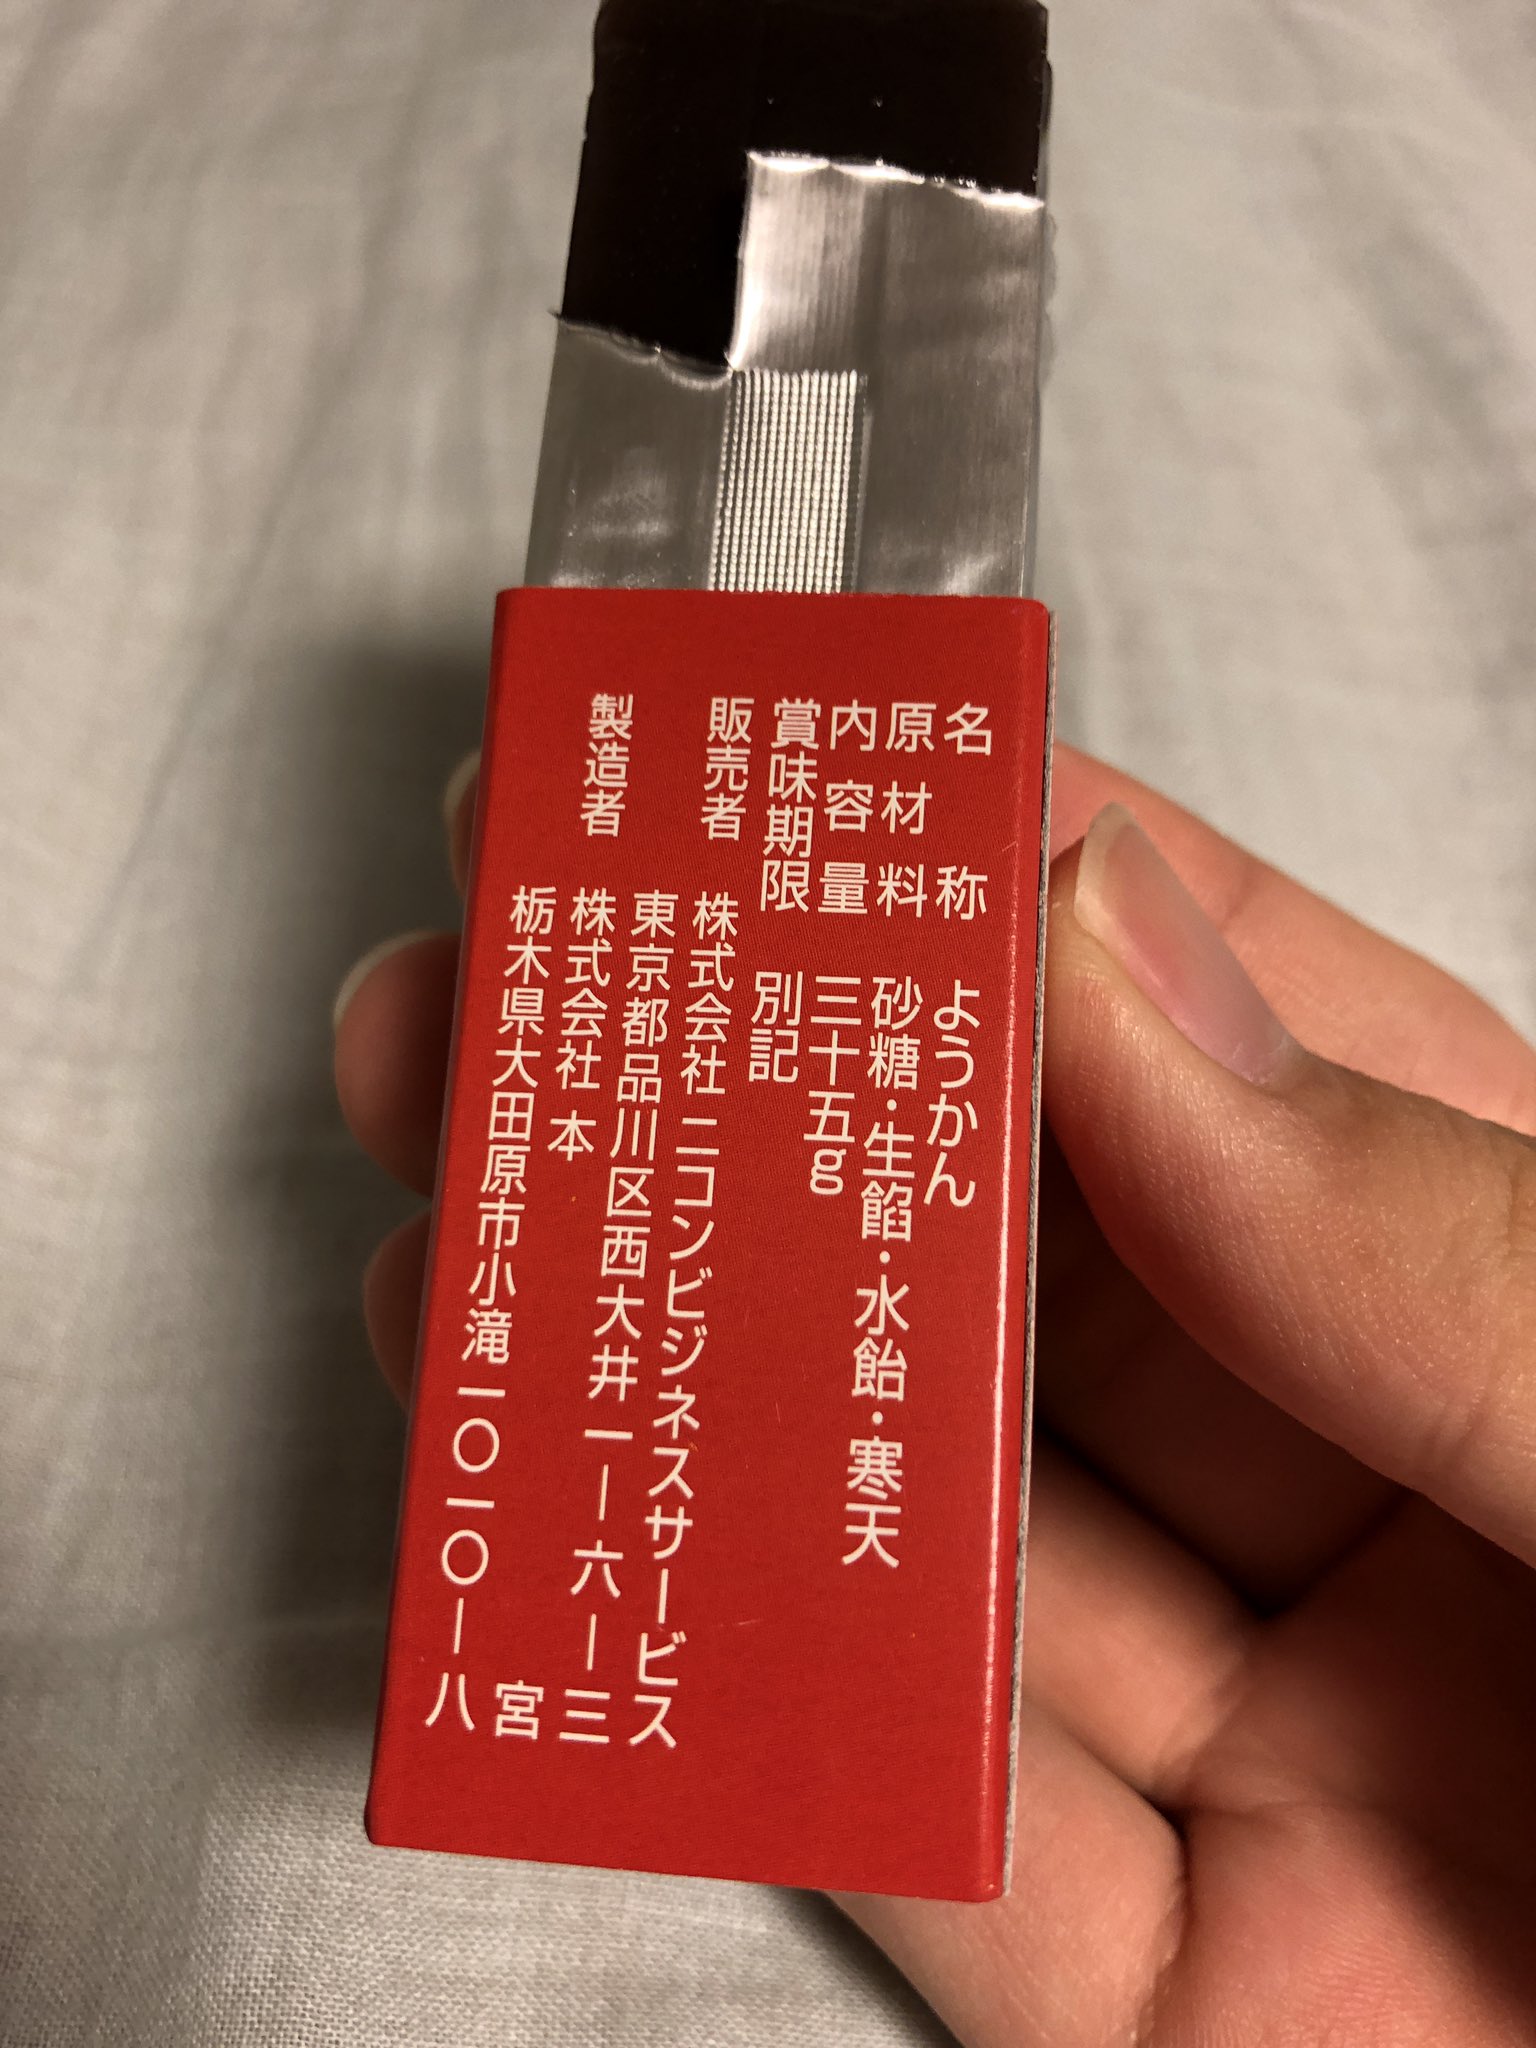 名称 ようかん
原材料 砂糖・生餡・水飴・寒天
内容量 三十五g
賞味期限 別記
販売者 株式会社 ニコンビジネスサービス
東京都品川区西大井一ー六ー三
製造者 株式会社 本宮
栃木県大田原市小滝一〇一〇ー八